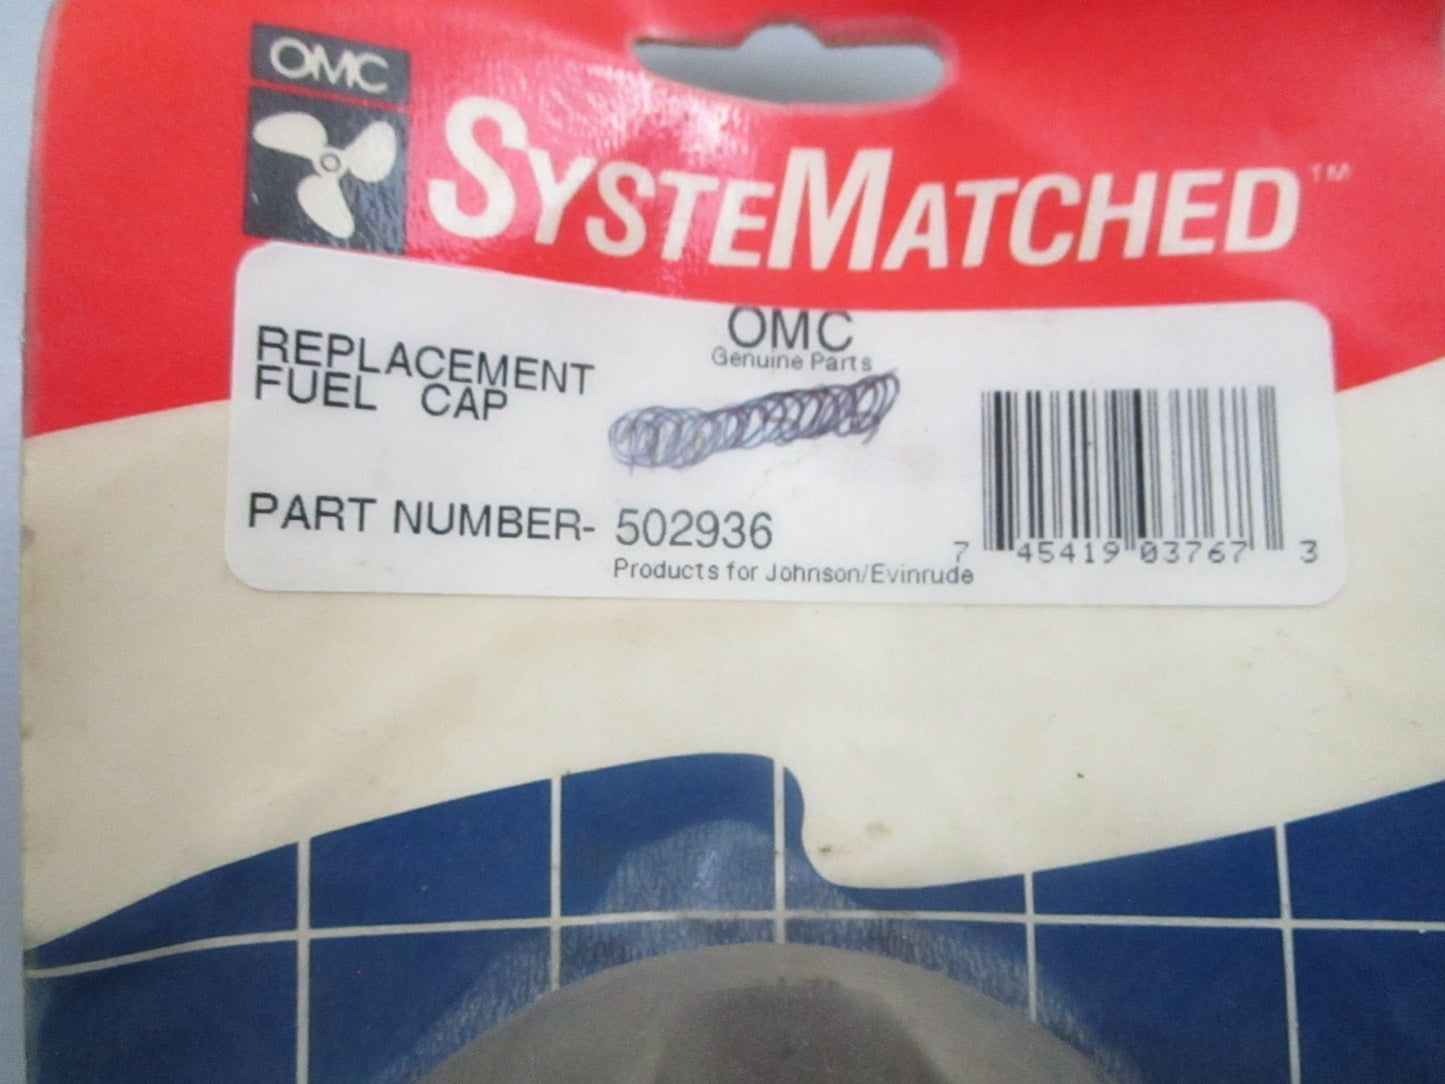 OMC
SYSTEMATCHED™
REPLACEMENT
FUEL CAP
OMC
Genuine Parts
PART NUMBER- 502936
Products for Johnson/Evinrude
7 45419 03767 3